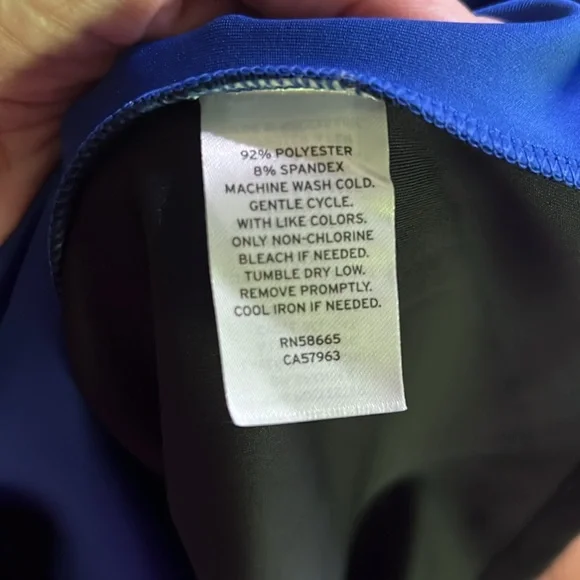 92% POLYESTER
8% SPANDEX
MACHINE WASH COLD.
GENTLE CYCLE.
WITH LIKE COLORS.
ONLY NON-CHLORINE
BLEACH IF NEEDED.
TUMBLE DRY LOW.
REMOVE PROMPTLY.
COOL IRON IF NEEDED.
RN58665
CA57963